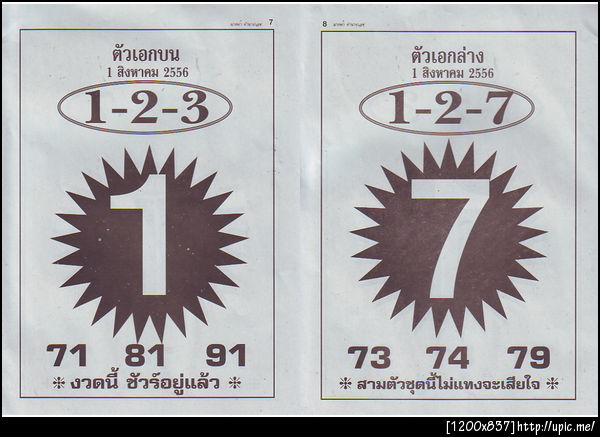 7
ตัวเอกบน
1 สิงหาคม 2556
1-2-3
1
71 81 91
❊ งวดนี้ ชัวร์อยู่แล้ว ❊
8
ตัวเอกล่าง
1 สิงหาคม 2556
1-2-7
7
73 74 79
❊ สามตัวชุดนี้ไม่แทงจะเสียใจ ❊
[1200x837]http://upic.me/